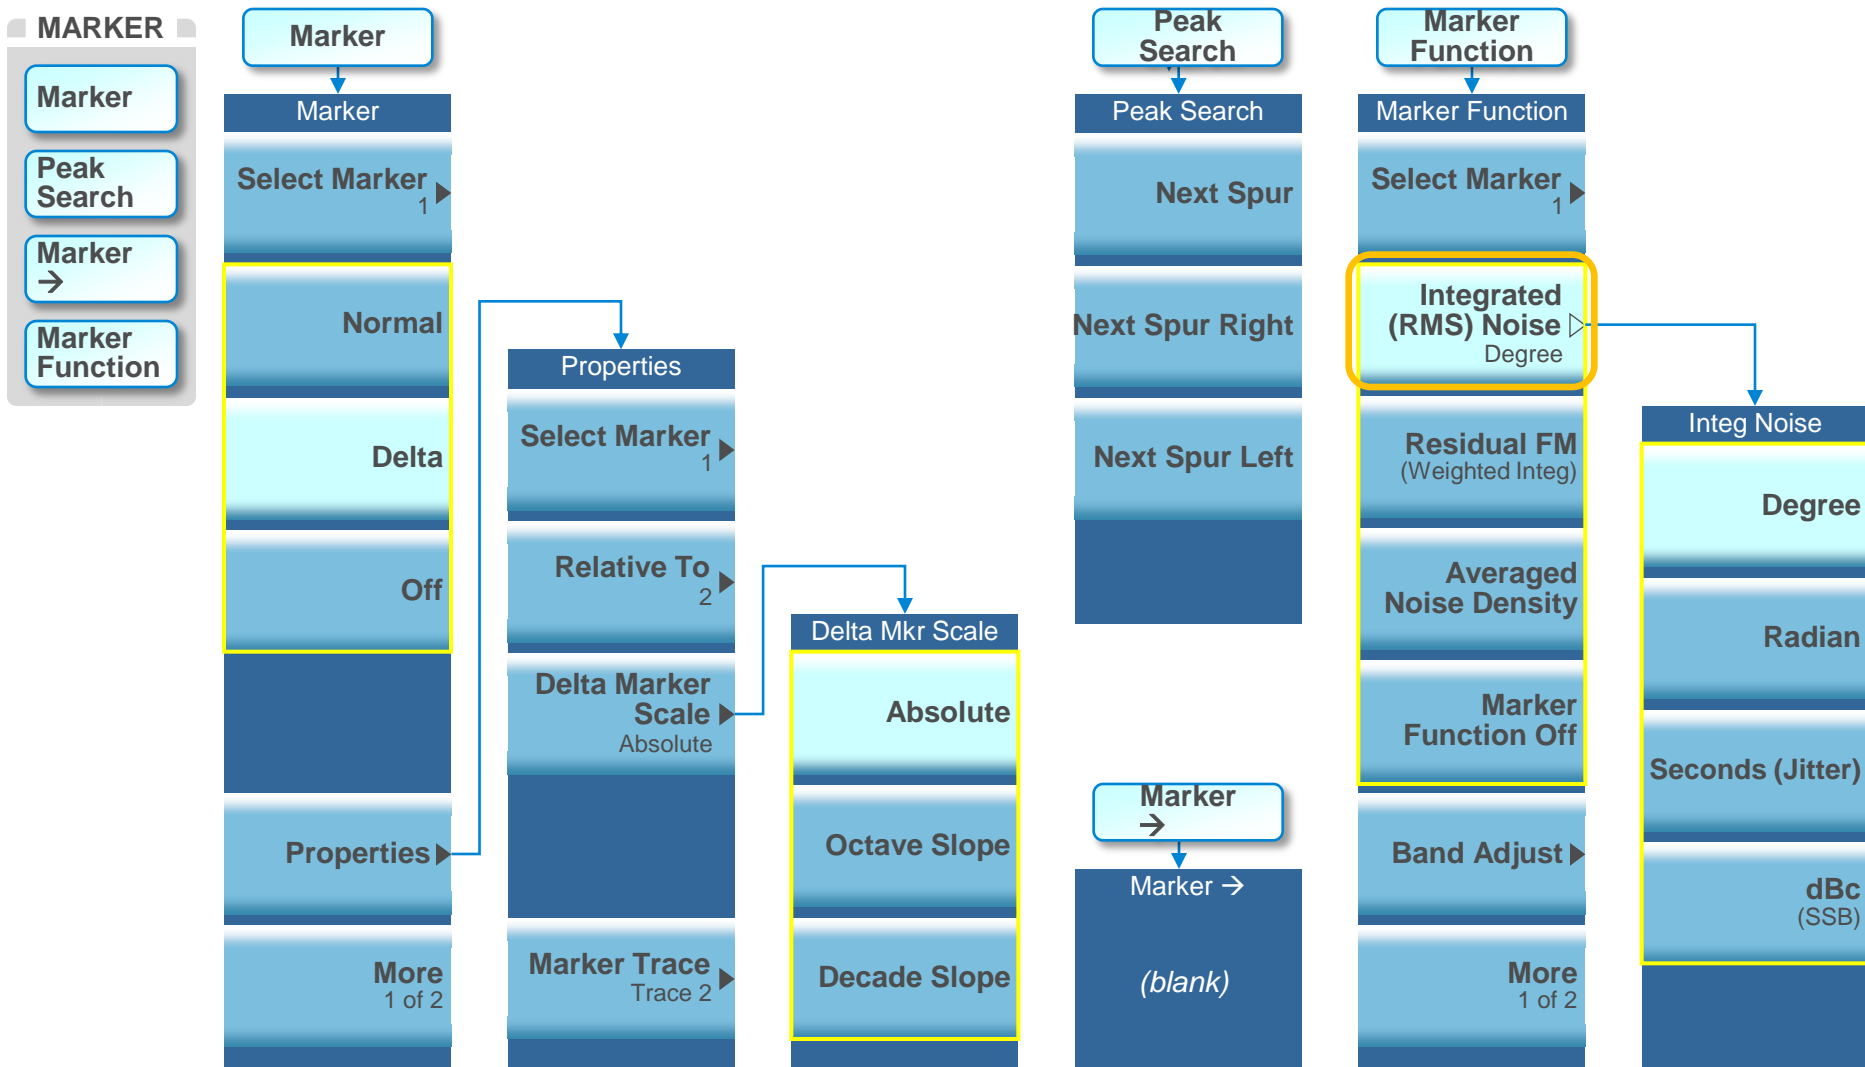 MARKER
Marker
Peak
Search
Marker
→
Marker
Function
Marker
Marker
Select Marker
1
Normal
Delta
Off
Properties
More
1 of 2
Properties
Select Marker
1
Relative To
2
Delta Marker
Scale
Absolute
Marker Trace
Trace 2
Delta Mkr Scale
Absolute
Octave Slope
Decade Slope
Peak
Search
Peak Search
Next Spur
Next Spur Right
Next Spur Left
Marker
→
Marker →
(blank)
Marker
Function
Marker Function
Select Marker
1
Integrated
(RMS) Noise
Degree
Residual FM
(Weighted Integ)
Averaged
Noise Density
Marker
Function Off
Band Adjust
More
1 of 2
Integ Noise
Degree
Radian
Seconds (Jitter)
dBc
(SSB)